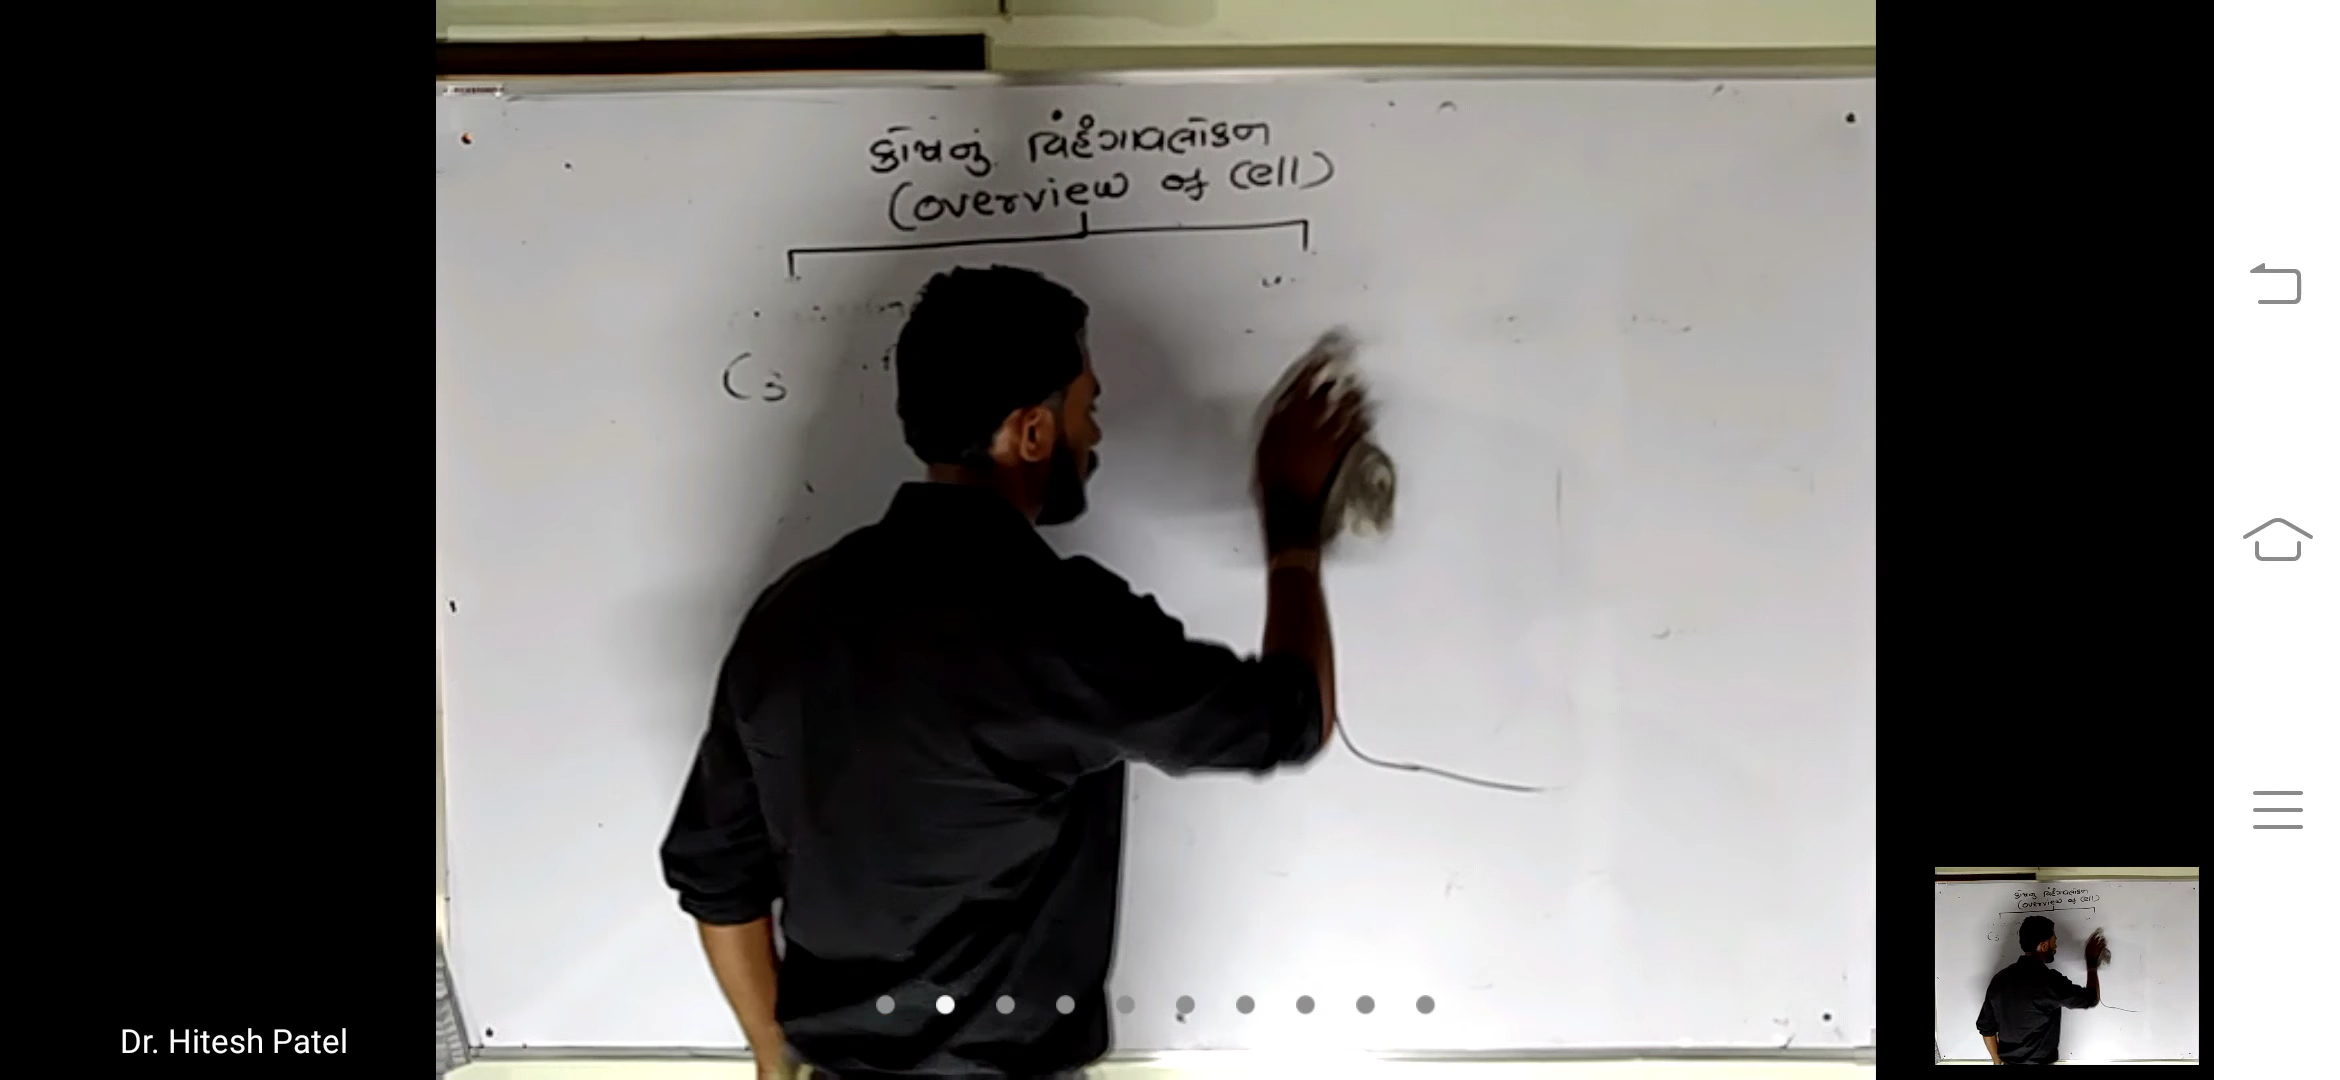 કોષનું વિહંગાવલોકન
(overview of cell)
Dr. Hitesh Patel